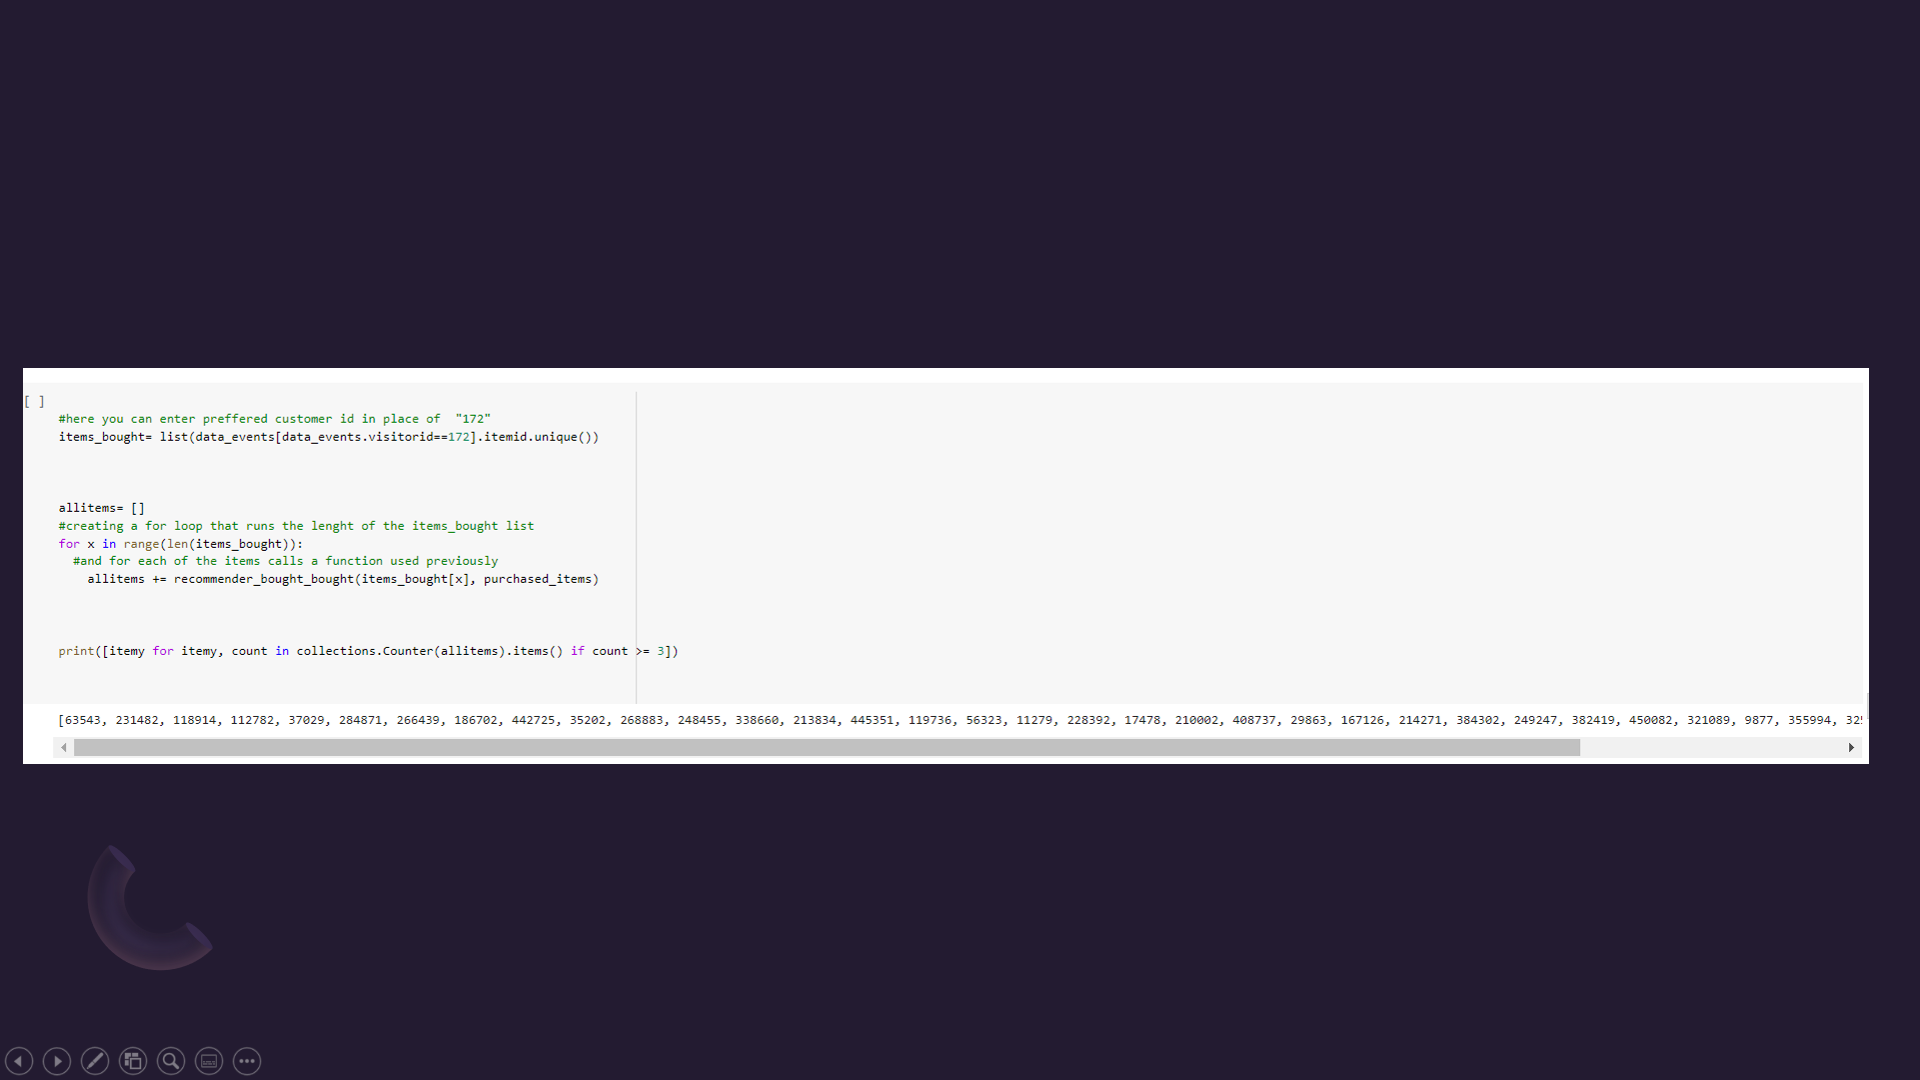 [ ]
#here you can enter preffered customer id in place of  "172"
items_bought= list(data_events[data_events.visitorid==172].itemid.unique())
allitems= []
#creating a for loop that runs the lenght of the items_bought list
for x in range(len(items_bought)):
#and for each of the items calls a function used previously
allitems += recommender_bought_bought(items_bought[x], purchased_items)
print([itemy for itemy, count in collections.Counter(allitems).items() if count >= 3])
[63543, 231482, 118914, 112782, 37029, 284871, 266439, 186702, 442725, 35202, 268883, 248455, 338660, 213834, 445351, 119736, 56323, 11279, 228392, 17478, 210002, 408737, 29863, 167126, 214271, 384302, 249247, 382419, 450082, 321089, 9877, 355994,